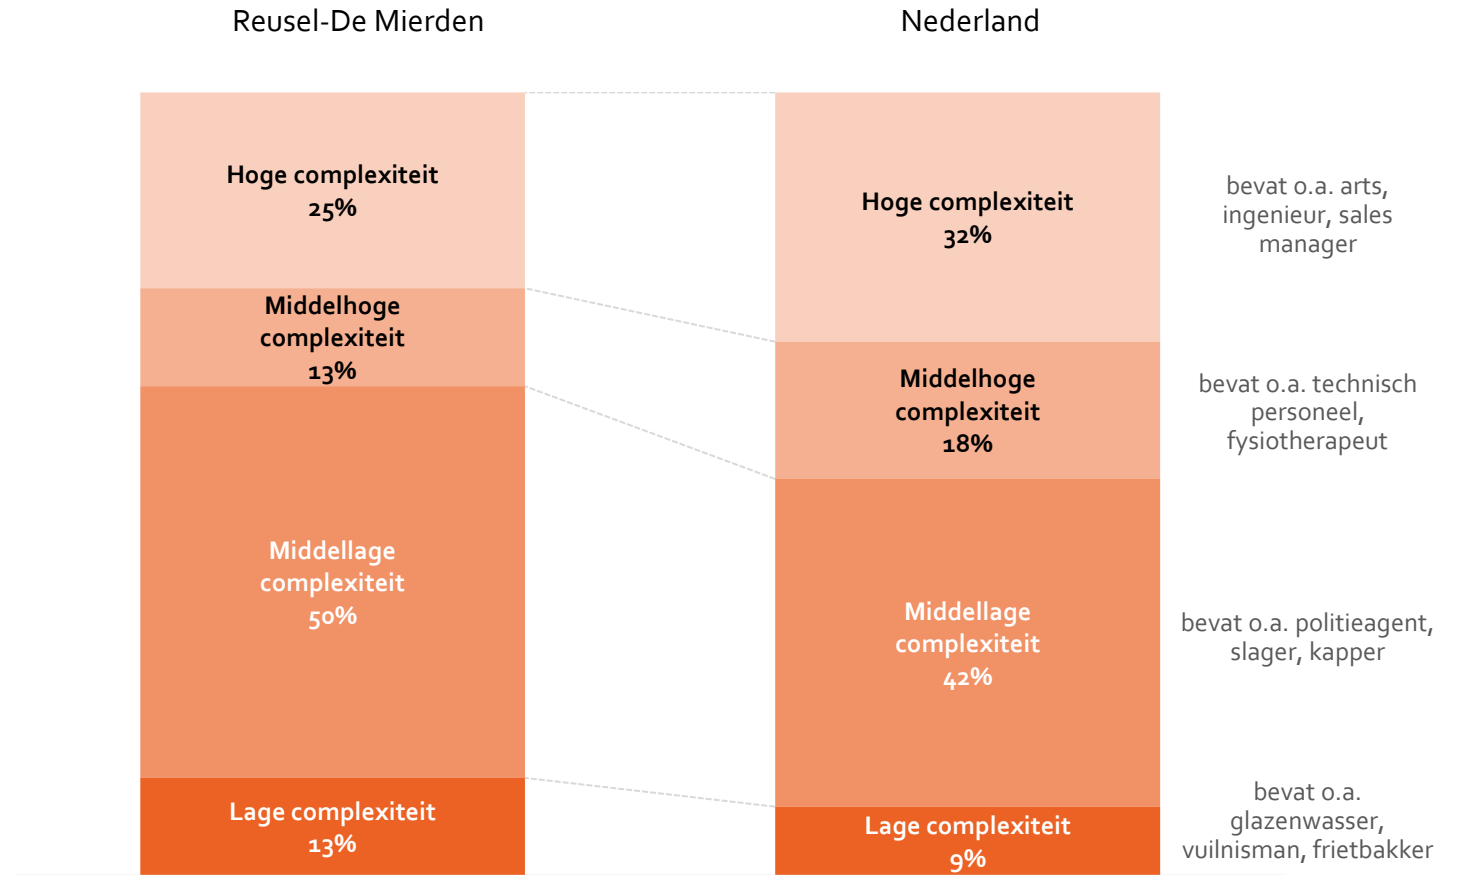 Reusel-De Mierden
Nederland
Hoge complexiteit
25%
Middelhoge
complexiteit
13%
Middellage
complexiteit
50%
Lage complexiteit
13%
Hoge complexiteit
32%
Middelhoge
complexiteit
18%
Middellage
complexiteit
42%
Lage complexiteit
9%
bevat o.a. arts,
ingenieur, sales
manager
bevat o.a. technisch
personeel,
fysiotherapeut
bevat o.a. politieagent,
slager, kapper
bevat o.a.
glazenwasser,
vuilnisman, frietbakker